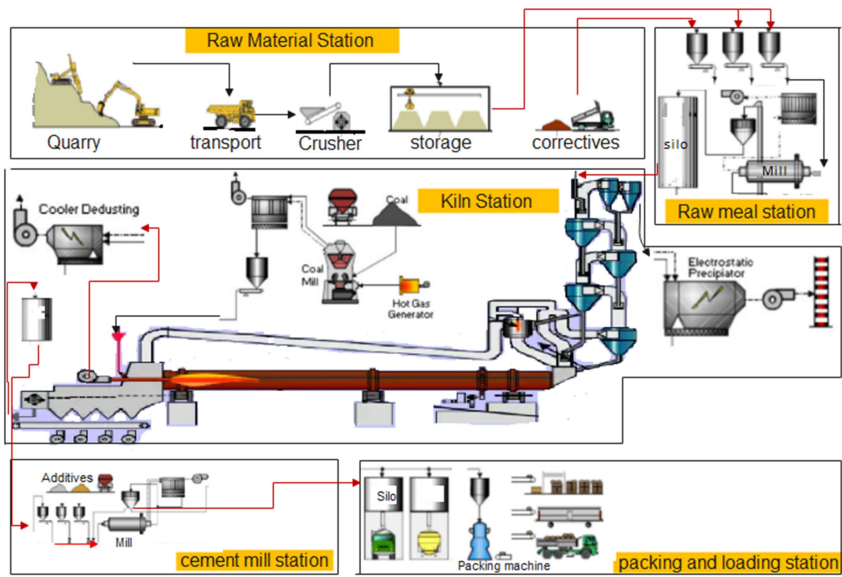 Raw Material Station
Quarry
transport
Crusher
storage
correctives
silo
Mill
Raw meal station
Kiln Station
Cooler Dedusting
Coal
Coal
Mill
Hot Gas
Generator
Electrostatic
Precipiator
Additives
Mill
cement mill station
Silo
Packing machine
packing and loading station